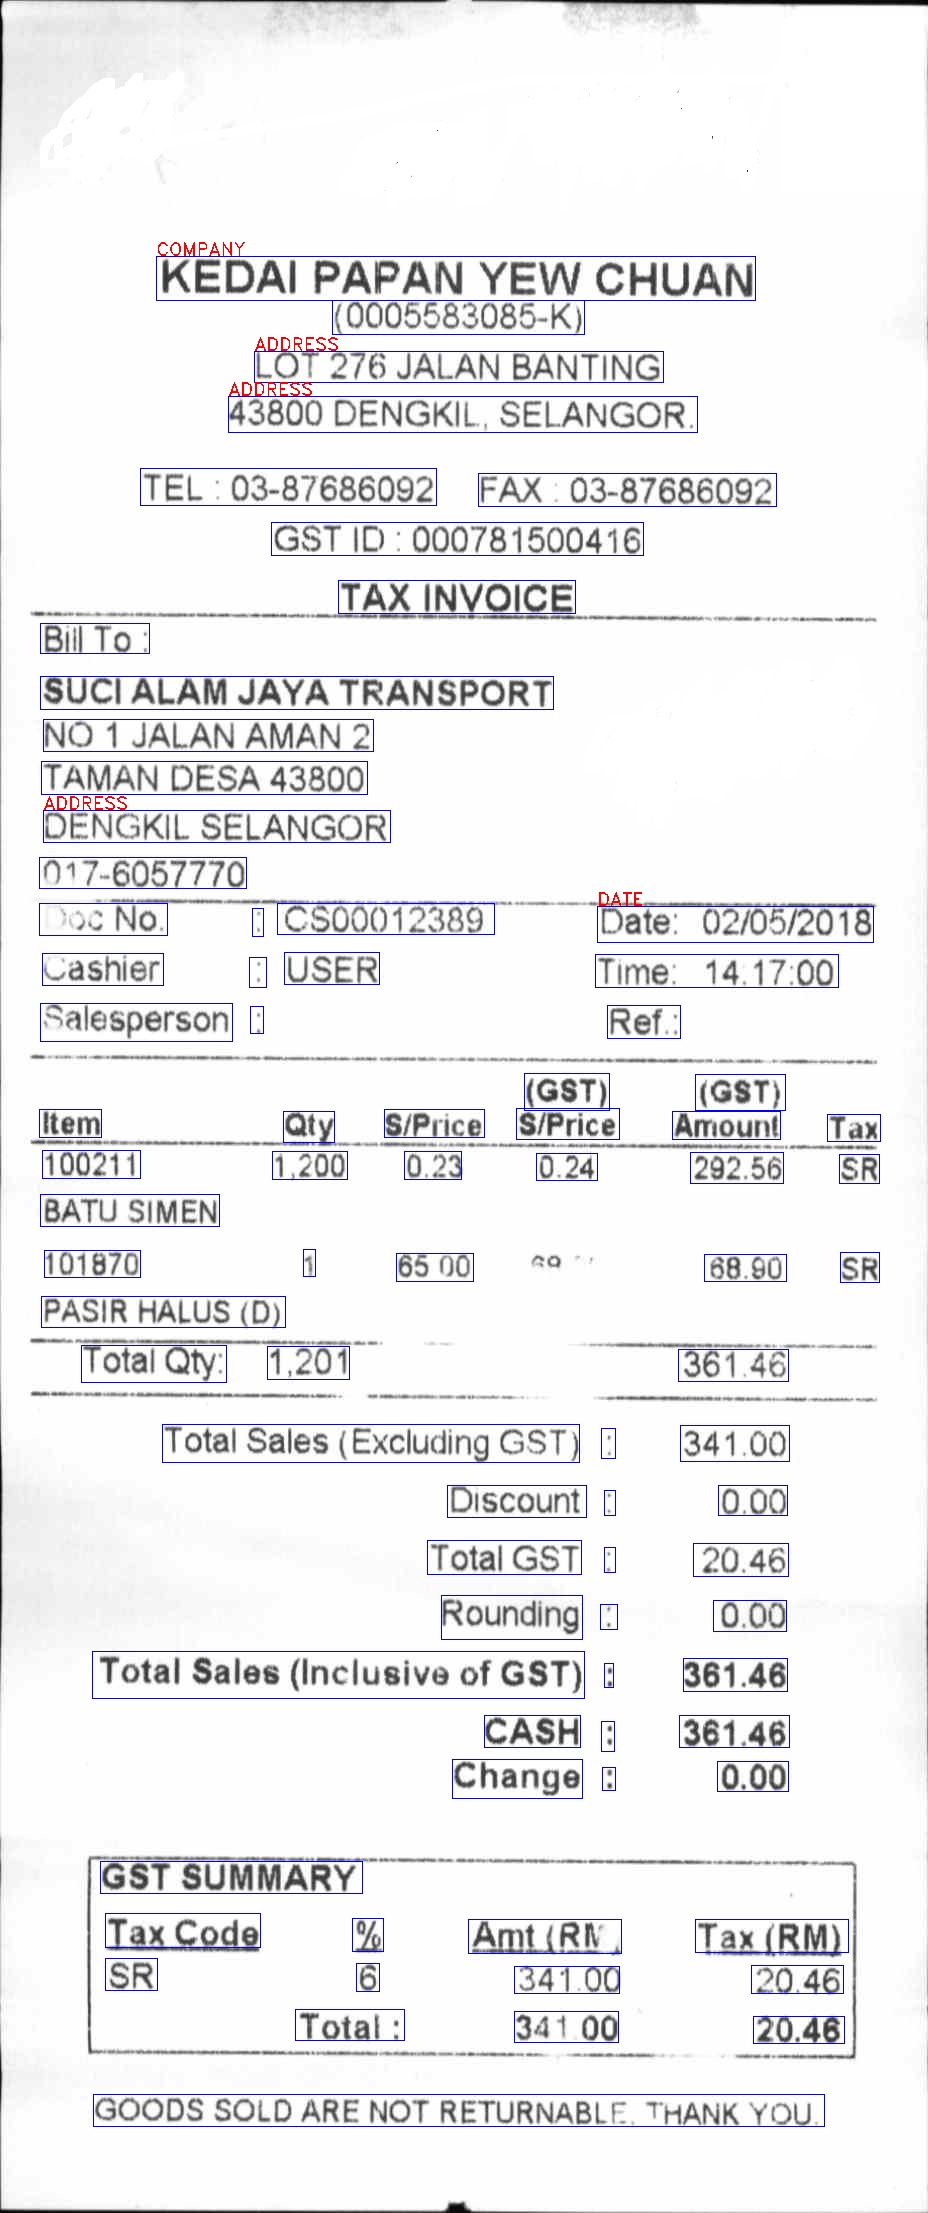 COMPANY
KEDAI PAPAN YEW CHUAN
(0005583085-K)
ADDRESS
LOT 276 JALAN BANTING
ADDRESS
43800 DENGKIL, SELANGOR.
TEL : 03-87686092 FAX : 03-87686092
GST ID : 000781500416
TAX INVOICE
Bill To :
SUCI ALAM JAYA TRANSPORT
NO 1 JALAN AMAN 2
TAMAN DESA 43800
ADDRESS
DENGKIL SELANGOR
017-6057770
DATE
Doc No. : CS00012389 Date: 02/05/2018
Cashier : USER Time: 14:17:00
Salesperson : Ref.:
(GST) (GST)
Item Qty S/Price S/Price Amount Tax
100211 1,200 0.23 0.24 292.56 SR
BATU SIMEN
101870 1 65.00 68.90 SR
PASIR HALUS (D)
Total Qty: 1,201 361.46
Total Sales (Excluding GST) : 341.00
Discount : 0.00
Total GST : 20.46
Rounding : 0.00
Total Sales (Inclusive of GST) : 361.46
CASH : 361.46
Change : 0.00
GST SUMMARY
Tax Code % Amt (RM) Tax (RM)
SR 6 341.00 20.46
Total : 341.00 20.46
GOODS SOLD ARE NOT RETURNABLE. THANK YOU.